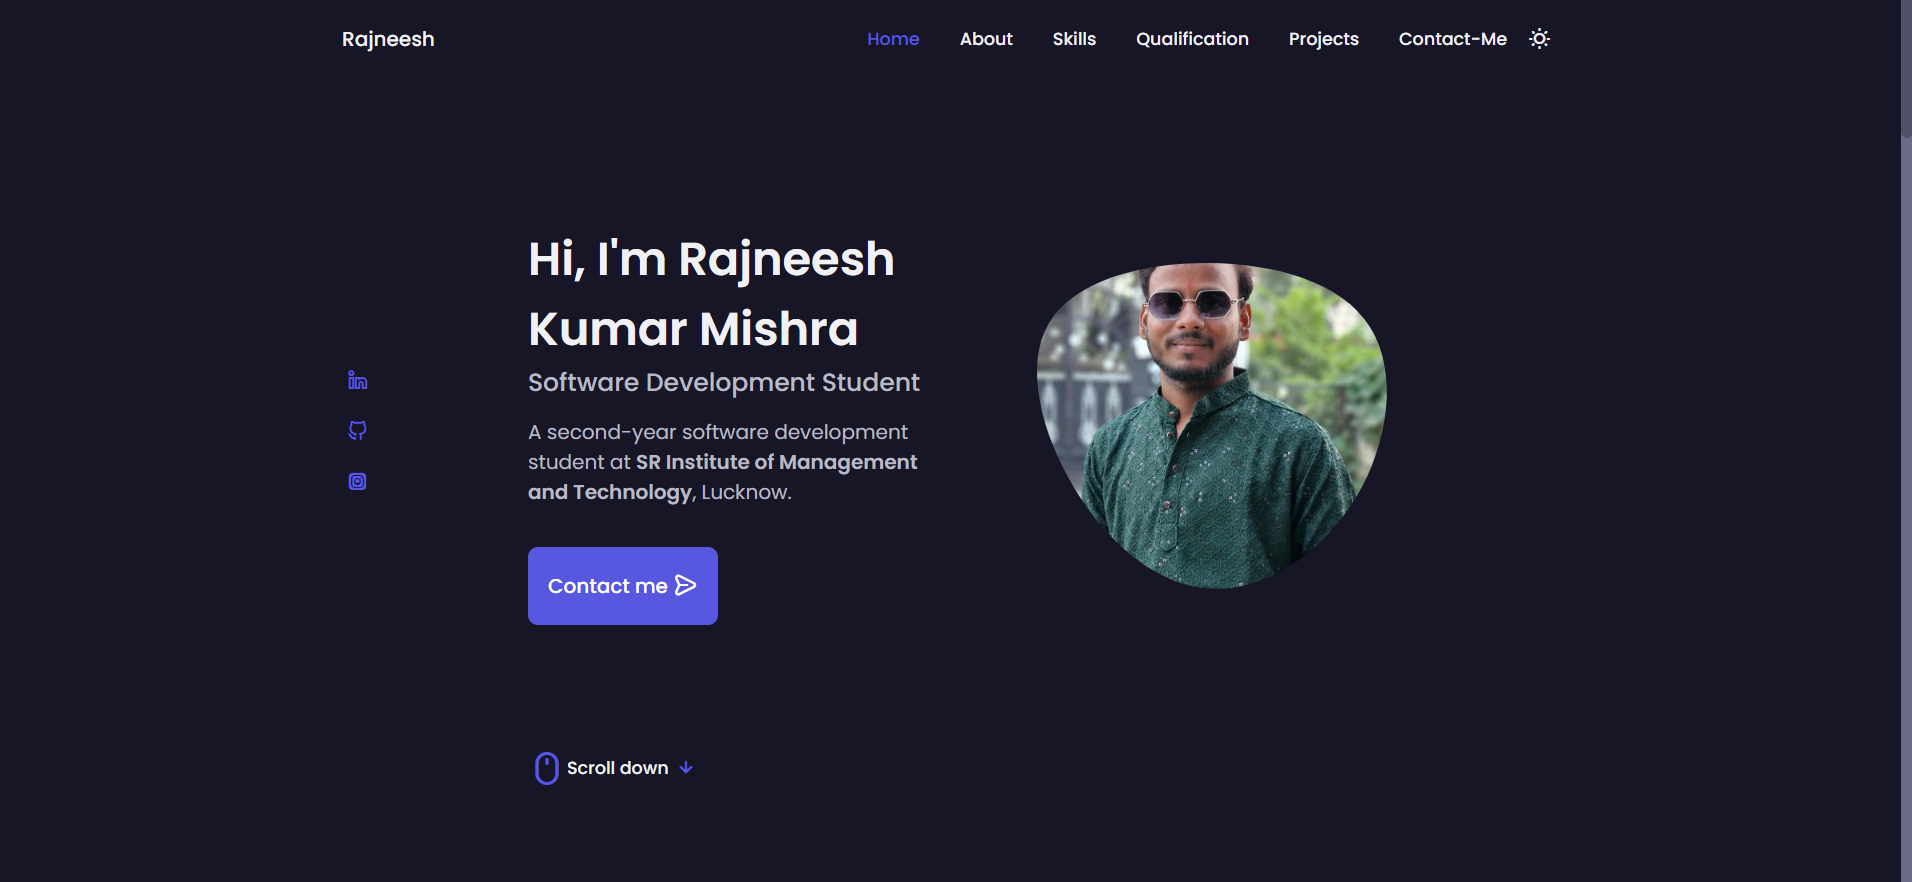 Rajneesh
Home
About
Skills
Qualification
Projects
Contact-Me
Hi, I'm Rajneesh
Kumar Mishra
Software Development Student
A second-year software development
student at SR Institute of Management
and Technology, Lucknow.
Contact me
Scroll down